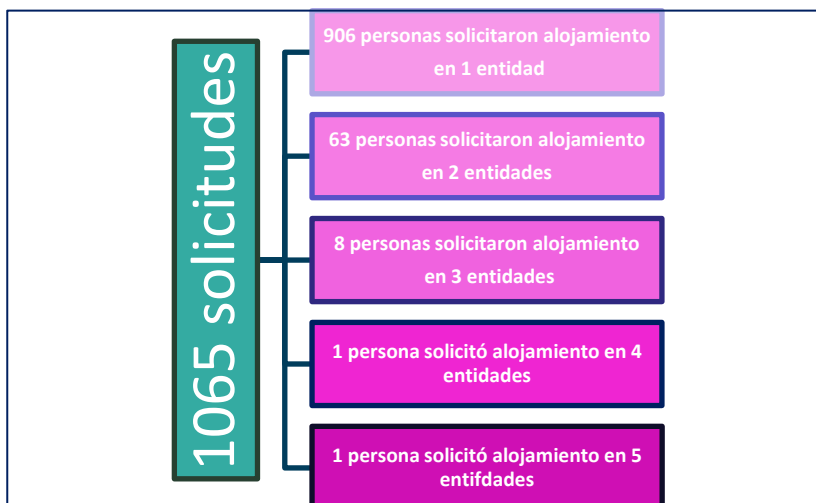 1065 solicitudes
906 personas solicitaron alojamiento
en 1 entidad
63 personas solicitaron alojamiento
en 2 entidades
8 personas solicitaron alojamiento
en 3 entidades
1 persona solicitó alojamiento en 4
entidades
1 persona solicitó alojamiento en 5
entifdades